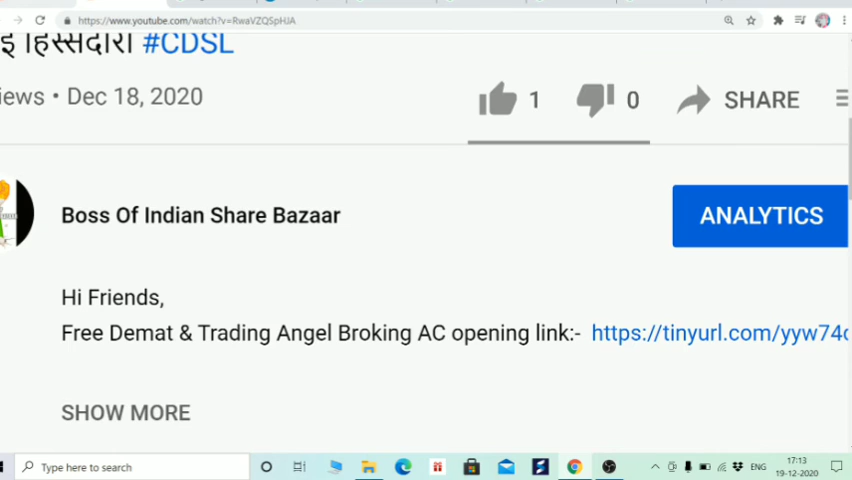 https://www.youtube.com/watch?v=RwaVZQSpHJA
हिस्सेदारी #CDSL
iews • Dec 18, 2020
1
0
SHARE
Boss Of Indian Share Bazaar
ANALYTICS
Hi Friends,
Free Demat & Trading Angel Broking AC opening link:- https://tinyurl.com/yyw74c
SHOW MORE
Type here to search
ENG
17:13
19-12-2020